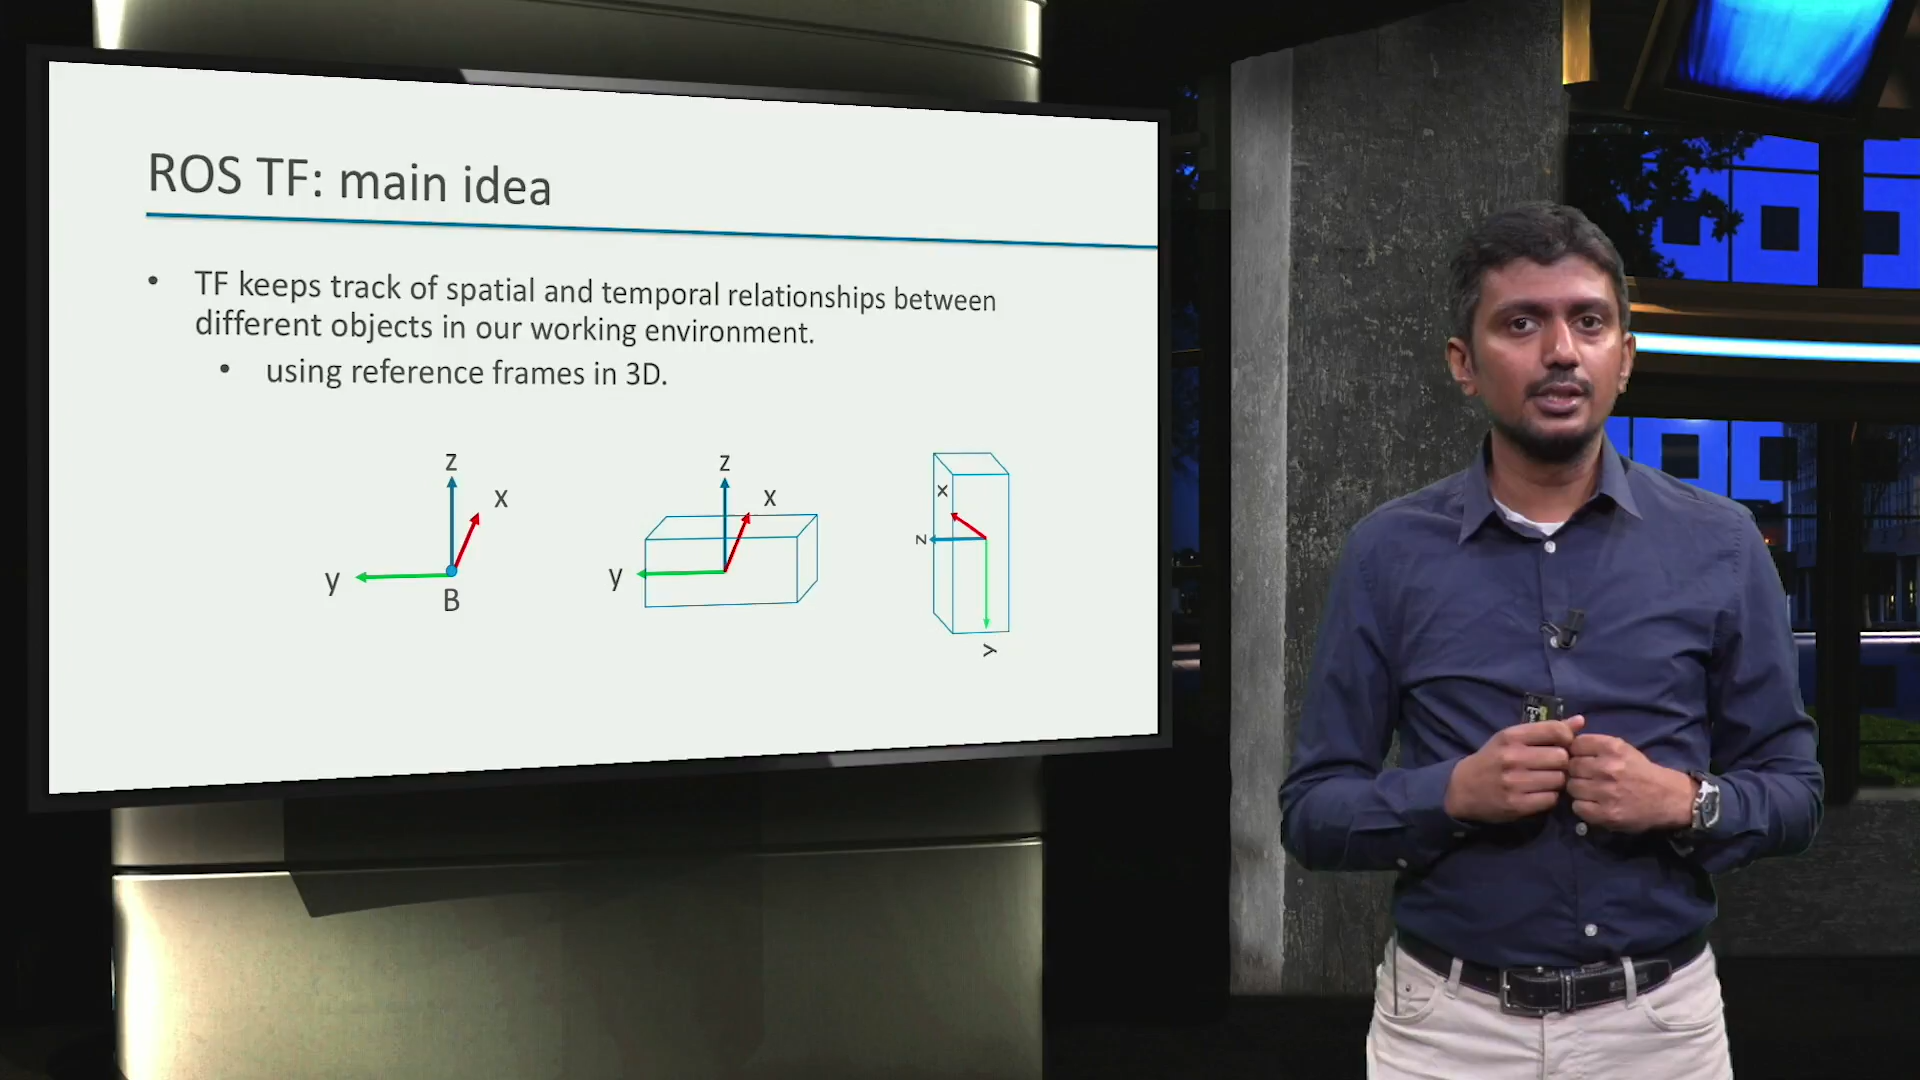 ROS TF: main idea
• TF keeps track of spatial and temporal relationships between
different objects in our working environment.
• using reference frames in 3D.
z
x
y
B
z
x
y
x
z
y